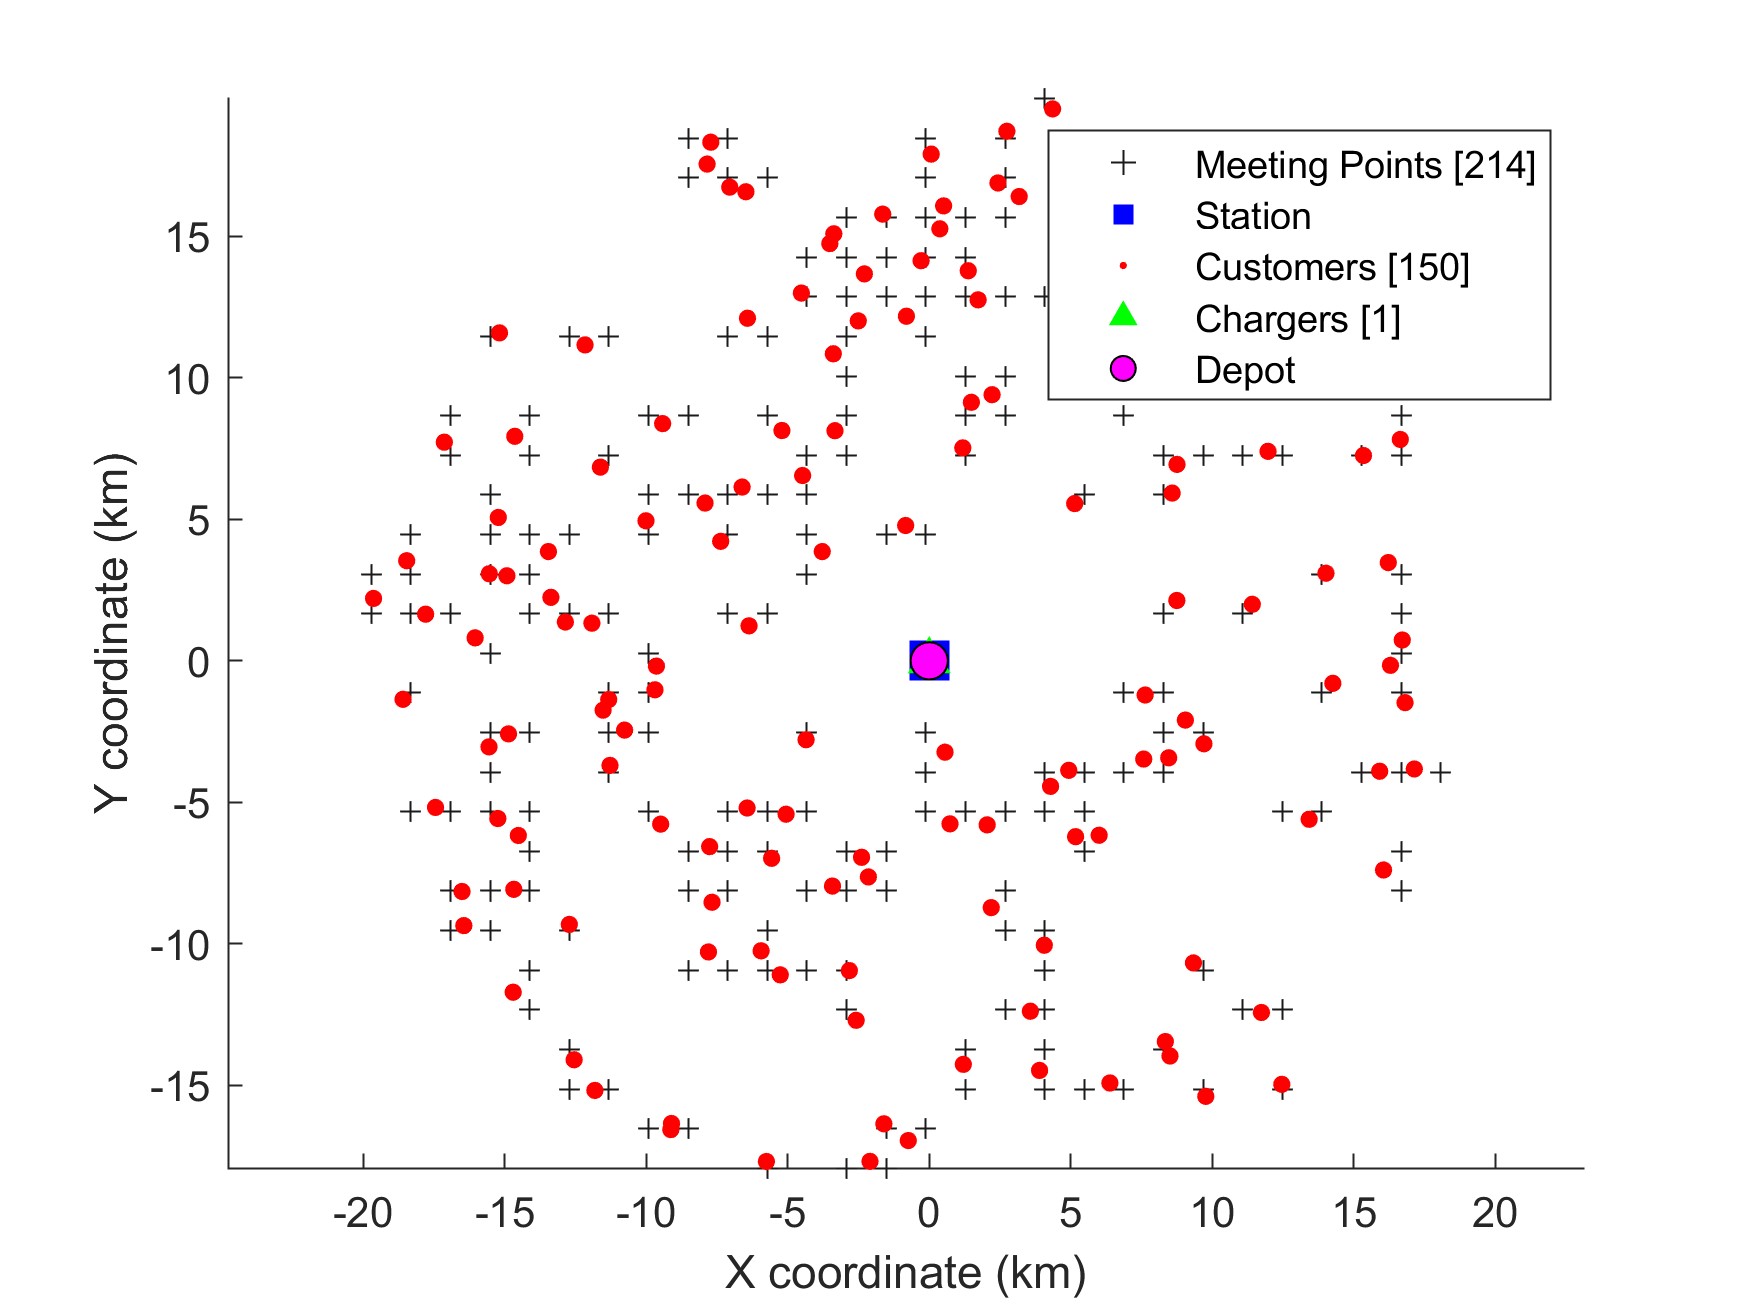 Meeting Points [214]
Station
Customers [150]
Chargers [1]
Depot
15
10
5
0
-5
-10
-15
Y coordinate (km)
-20 -15 -10 -5 0 5 10 15 20
X coordinate (km)